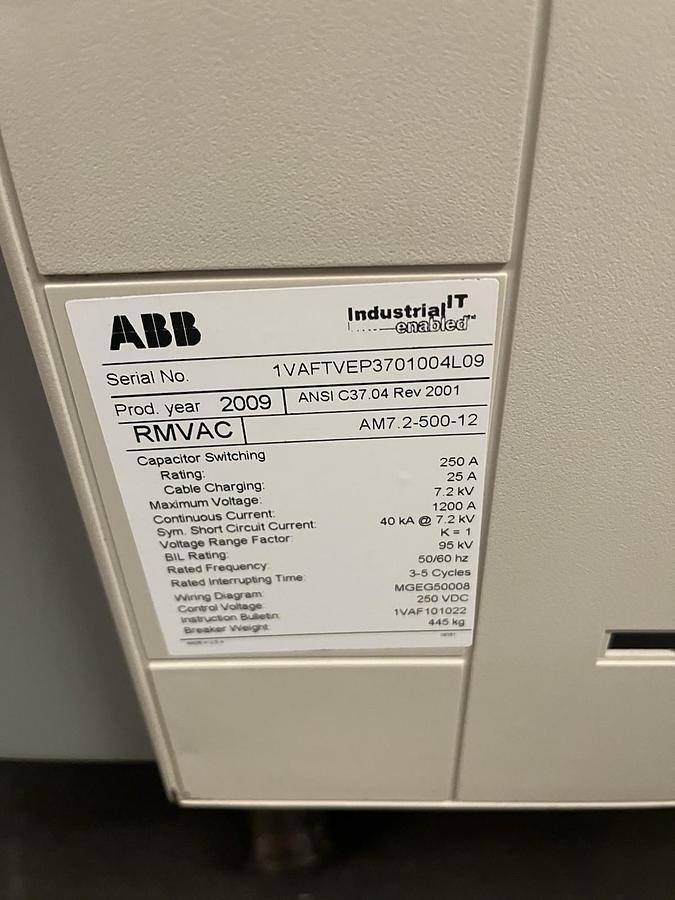 ABB
Industrial IT
enabled™
Serial No. 1VAFTVEP3701004L09
Prod. year 2009 ANSI C37.04 Rev 2001
RMVAC AM7.2-500-12
Capacitor Switching
Rating: 250 A
Cable Charging: 25 A
Maximum Voltage: 7.2 kV
Continuous Current: 1200 A
Sym. Short Circuit Current: 40 kA @ 7.2 kV
Voltage Range Factor: K = 1
BIL Rating: 95 kV
Rated Frequency: 50/60 hz
Rated Interrupting Time: 3-5 Cycles
Wiring Diagram: MGEG50008
Control Voltage: 250 VDC
Instruction Bulletin: 1VAF101022
Breaker Weight: 445 kg
MADE IN U.S.A.